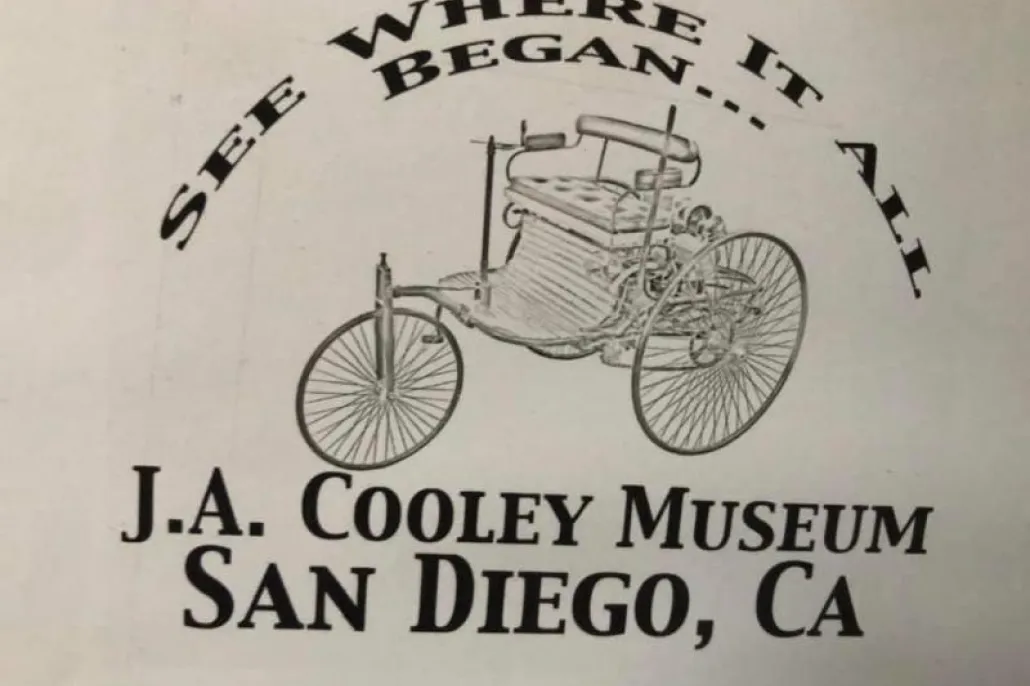 See Where It All
Began...
J.A. Cooley Museum
San Diego, CA